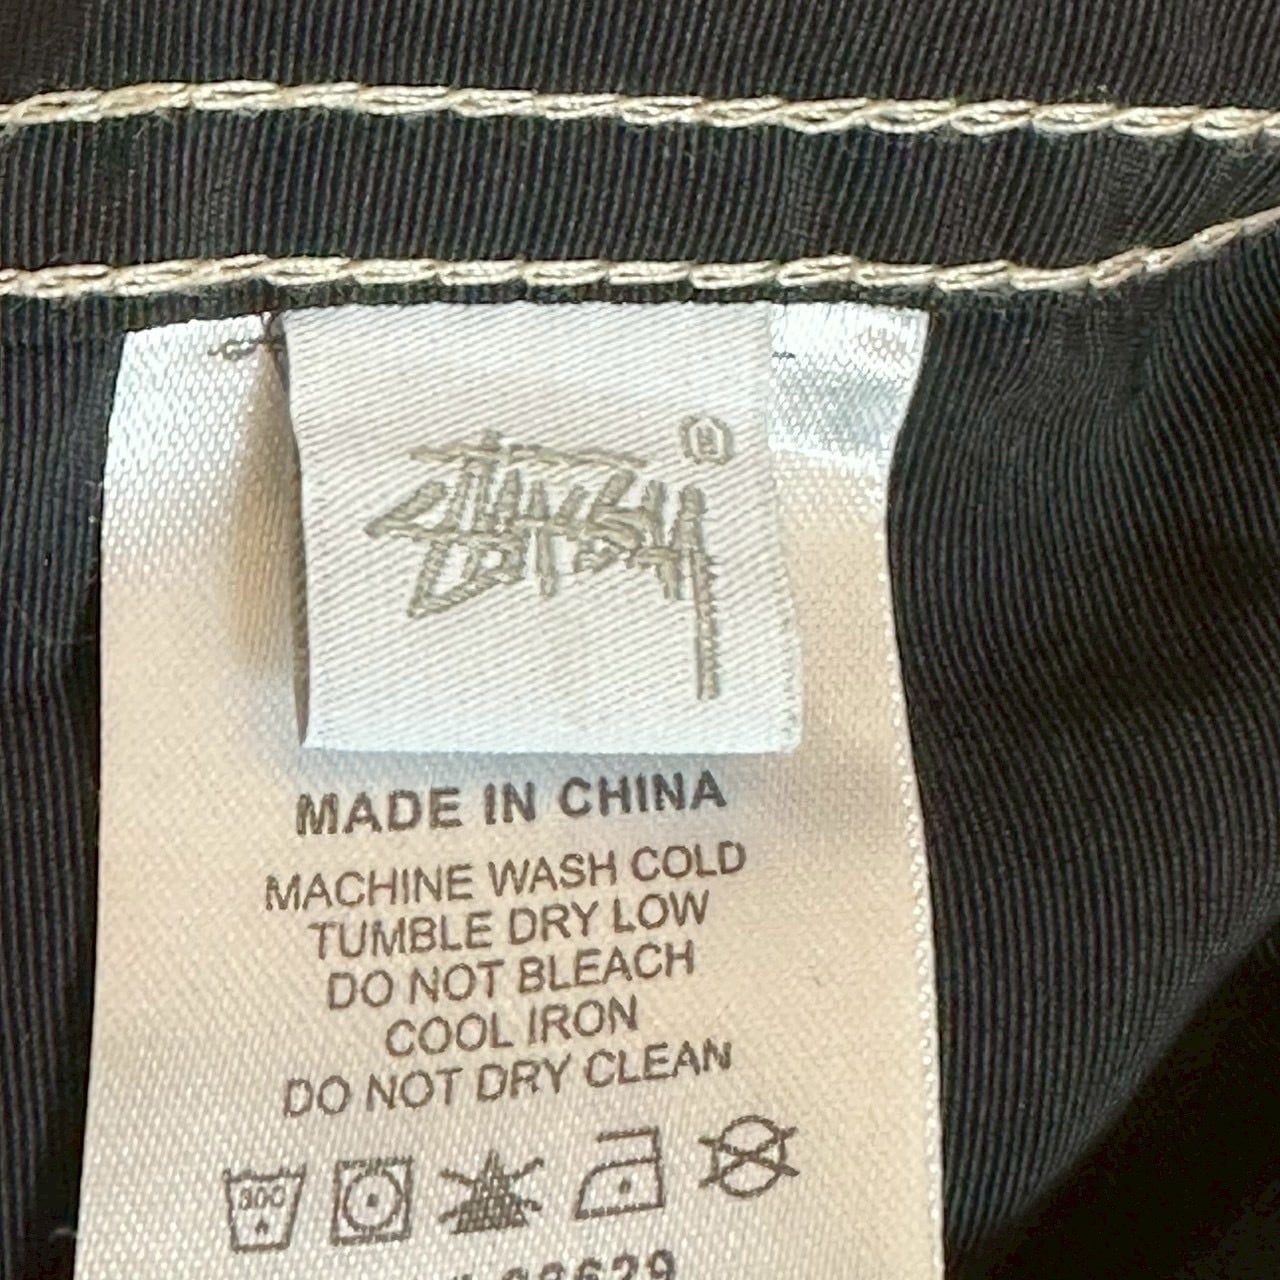 STÜSSY ®
MADE IN CHINA
MACHINE WASH COLD
TUMBLE DRY LOW
DO NOT BLEACH
COOL IRON
DO NOT DRY CLEAN
30C